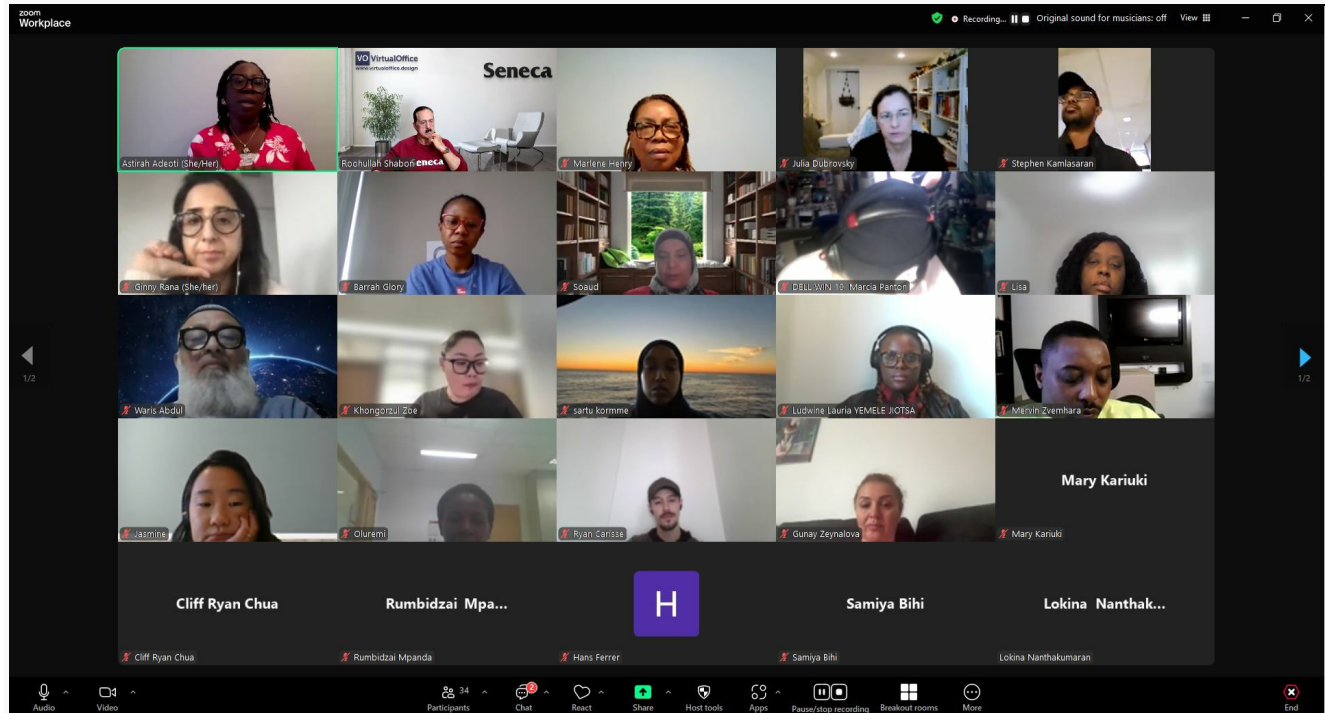 zoom
Workplace
Recording...
Original sound for musicians: off
View
VO VirtualOffice
www.virtualoffice.design
Seneca
Astirah Adeoti (She/Her)
Roohullah Shabon
eneca
Marlene Henry
Julia Dubrovsky
Stephen Kamlasaran
Ginny Rana (She/her)
Barrah Glory
Soaud
DELL WIN 10 Marcia Panton
Lisa
1/2
1/2
Waris Abdul
Khongorzul Zoe
sartu kormme
Ludwine Lauria YEMELE JIOTSA
Mervin Zvemhara
Jasmine
Oluremi
Ryan Carisse
Gunay Zeynalova
Mary Kariuki
Mary Kariuki
Cliff Ryan Chua
Rumbidzai Mpa...
H
Samiya Bihi
Lokina Nanthak...
Cliff Ryan Chua
Rumbidzai Mpanda
Hans Ferrer
Samiya Bihi
Lokina Nanthakumaran
Audio
Video
34
Participants
2
Chat
React
Share
Host tools
Apps
Pause/stop recording
Breakout rooms
More
End